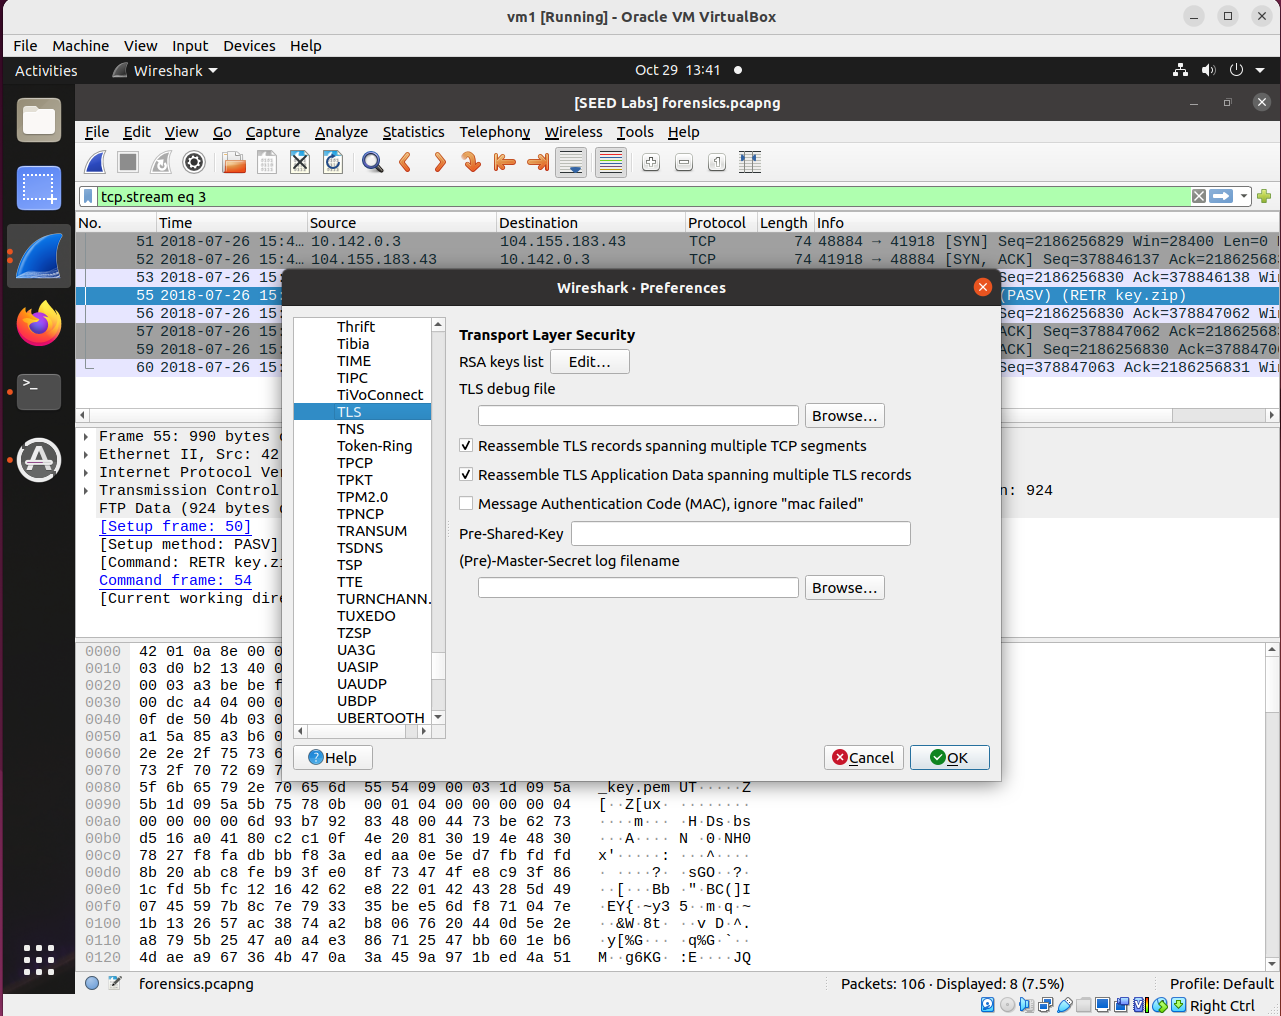 vm1 [Running] - Oracle VM VirtualBox
File Machine View Input Devices Help
Activities Wireshark Oct 29 13:41
[SEED Labs] forensics.pcapng
File Edit View Go Capture Analyze Statistics Telephony Wireless Tools Help
tcp.stream eq 3
No. Time Source Destination Protocol Length Info
51 2018-07-26 15:4… 10.142.0.3 104.155.183.43 TCP 74 48884 → 41918 [SYN] Seq=2186256829 Win=28400 Len=0
52 2018-07-26 15:4… 104.155.183.43 10.142.0.3 TCP 74 41918 → 48884 [SYN, ACK] Seq=378846137 Ack=218625683
53 2018-07-26 15: Seq=2186256830 Ack=378846138 Wi
55 2018-07-26 15: (PASV) (RETR key.zip)
56 2018-07-26 15: Seq=2186256830 Ack=378847062 Wi
57 2018-07-26 15: ACK] Seq=378847062 Ack=2186256
59 2018-07-26 15: ACK] Seq=2186256830 Ack=3788470
60 2018-07-26 15: Seq=378847063 Ack=2186256831 Wi
Wireshark · Preferences
Thrift
Tibia
TIME
TIPC
TiVoConnect
TLS
TNS
Token-Ring
TPCP
TPKT
TPM2.0
TPNCP
TRANSUM
TSDNS
TSP
TTE
TURNCHANN.
TUXEDO
TZSP
UA3G
UASIP
UAUDP
UBDP
UBERTOOTH
Transport Layer Security
RSA keys list Edit…
TLS debug file
Browse…
Reassemble TLS records spanning multiple TCP segments
Reassemble TLS Application Data spanning multiple TLS records
Message Authentication Code (MAC), ignore "mac failed"
Pre-Shared-Key
(Pre)-Master-Secret log filename
Browse…
Help Cancel OK
Frame 55: 990 bytes
Ethernet II, Src: 42
Internet Protocol Ve
Transmission Control n: 924
FTP Data (924 bytes
[Setup frame: 50]
[Setup method: PASV]
[Command: RETR key.z
Command frame: 54
[Current working dir
0000 42 01 0a 8e 00 0
0010 03 d0 b2 13 40 0
0020 00 03 a3 be be f
0030 00 dc a4 04 00 0
0040 0f de 50 4b 03 0
0050 a1 5a 85 a3 b6 0
0060 2e 2e 2f 75 73 6
0070 73 2f 70 72 69 7
0080 5f 6b 65 79 2e 70 65 6d 55 54 09 00 03 1d 09 5a _key.pem UT·····Z
0090 5b 1d 09 5a 5b 75 78 0b 00 01 04 00 00 00 00 04 [··Z[ux· ········
00a0 00 00 00 00 6d 93 b7 92 83 48 00 44 73 be 62 73 ····m··· ·H·Ds·bs
00b0 d5 16 a0 41 80 c2 c1 0f 4e 20 81 30 19 4e 48 30 ···A···· N ·0·NH0
00c0 78 27 f8 fa db bb f8 3a ed aa 0e 5e d7 fb fd fd x'·····: ···^····
00d0 8b 20 ab c8 fe b9 3f e0 8f 73 47 4f e8 c9 3f 86 · ····?· ·sGO··?·
00e0 1c fd 5b fc 12 16 42 62 e8 22 01 42 43 28 5d 49 ··[···Bb ·"·BC(]I
00f0 07 45 59 7b 8c 7e 79 33 35 be e5 6d f8 71 04 7e ·EY{·~y3 5··m·q·~
0100 1b 13 26 57 ac 38 74 a2 b8 06 76 20 44 0d 5e 2e ··&W·8t· ··v D·^.
0110 a8 79 5b 25 47 a0 a4 e3 86 71 25 47 bb 60 1e b6 ·y[%G··· ·q%G·`··
0120 4d ae a9 67 36 4b 47 0a 3a 45 9a 97 1b ed 4a 51 M··g6KG· :E····JQ
forensics.pcapng Packets: 106 · Displayed: 8 (7.5%) Profile: Default
Right Ctrl